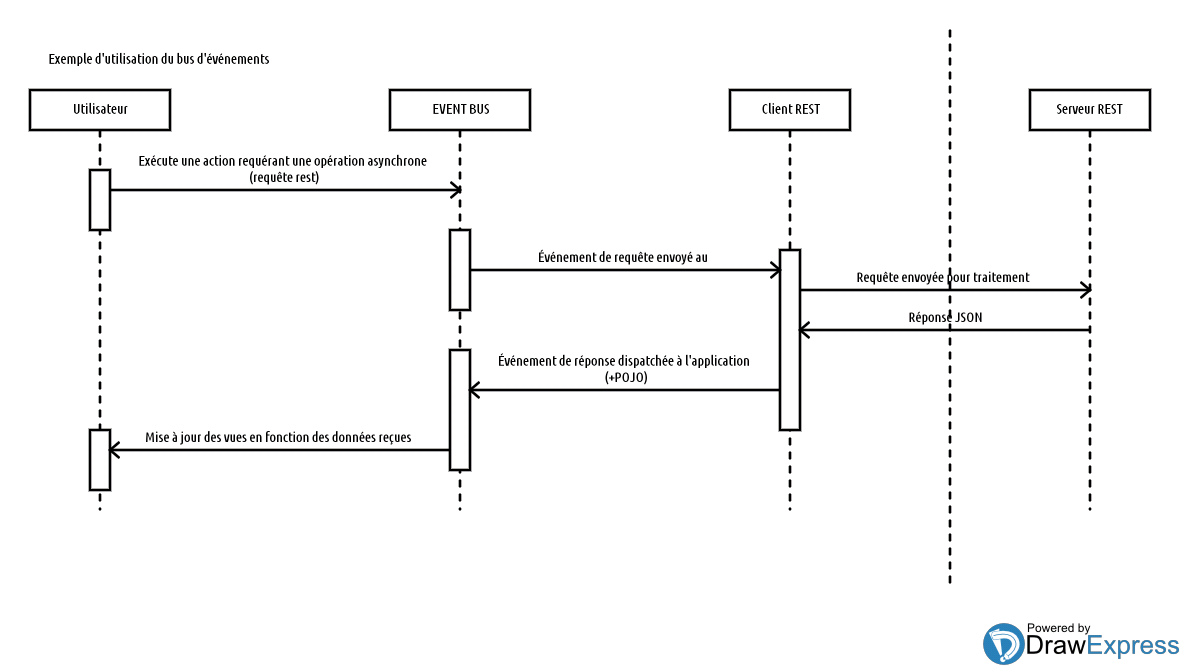 Exemple d'utilisation du bus d'événements
Utilisateur
EVENT BUS
Client REST
Serveur REST
Exécute une action requérant une opération asynchrone
(requête rest)
Événement de requête envoyé au
Requête envoyée pour traitement
Réponse JSON
Événement de réponse dispatchée à l'application
(+POJO)
Mise à jour des vues en fonction des données reçues
Powered by
DrawExpress